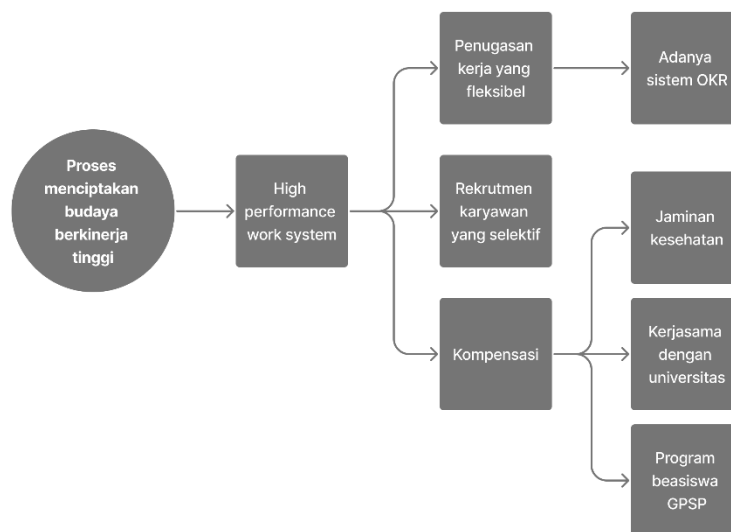 Proses
menciptakan
budaya
berkinerja
tinggi
High
performance
work system
Penugasan
kerja yang
fleksibel
Adanya
sistem OKR
Rekrutmen
karyawan
yang selektif
Kompensasi
Jaminan
kesehatan
Kerjasama
dengan
universitas
Program
beasiswa
GPSP